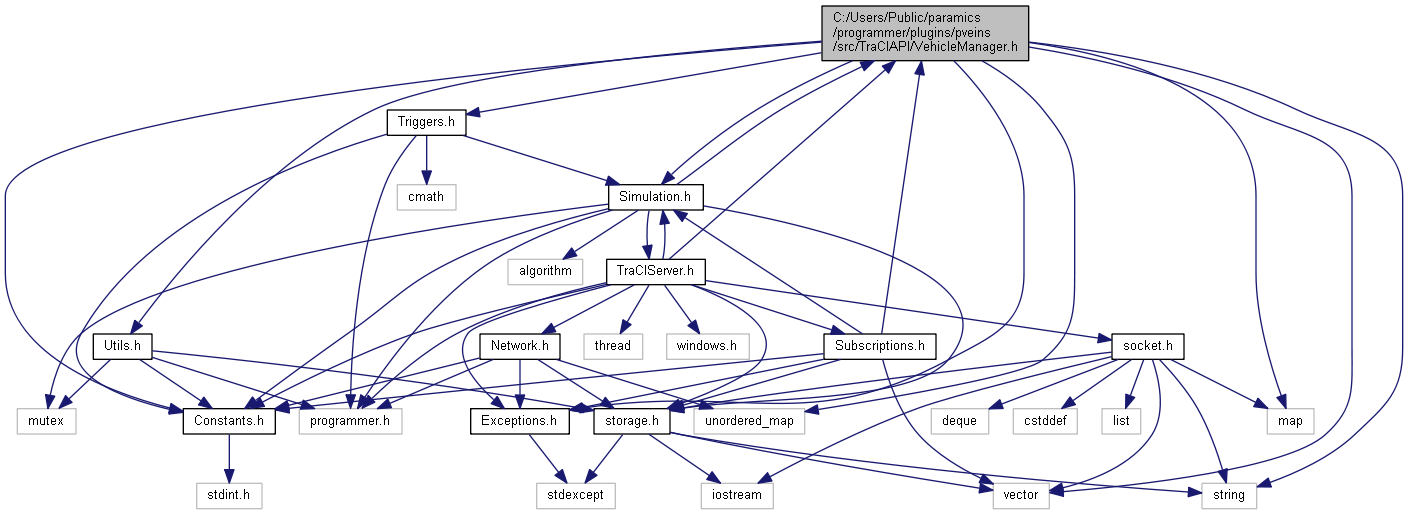 C:/Users/Public/paramics
/programmer/plugins/pveins
/src/TraCIAPI/VehicleManager.h
Triggers.h
cmath
Simulation.h
algorithm
TraCIServer.h
Utils.h
Network.h
thread
windows.h
Subscriptions.h
socket.h
mutex
Constants.h
programmer.h
Exceptions.h
storage.h
unordered_map
deque
cstddef
list
map
stdint.h
stdexcept
iostream
vector
string